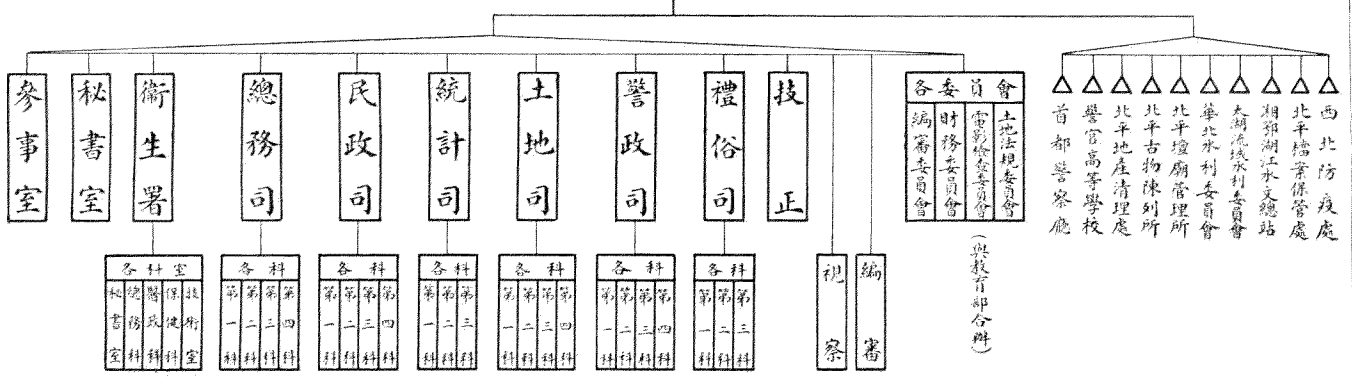 參事室
秘書室
衛生署
總務司
民政司
統計司
土地司
警政司
禮俗司
技正
各委員會
編審委員會
財務委員會
電影檢查委員會
土地法規委員會
(與教育部合辦)
首都警察廳
警官高等學校
北平地產清理處
北平古物陳列所
北平壇廟管理所
華北水利委員會
太湖流域水利委員會
湘鄂湖江水文總站
北平檔案保管處
西北防疫處
各科室
秘書室
總務科
醫政科
保健科
技術室
各科
第一科
第二科
第三科
第四科
各科
第一科
第二科
第三科
第四科
各科
第一科
第二科
第三科
各科
第一科
第二科
第三科
第四科
各科
第一科
第二科
第三科
第四科
各科
第一科
第二科
第三科
視察
編審